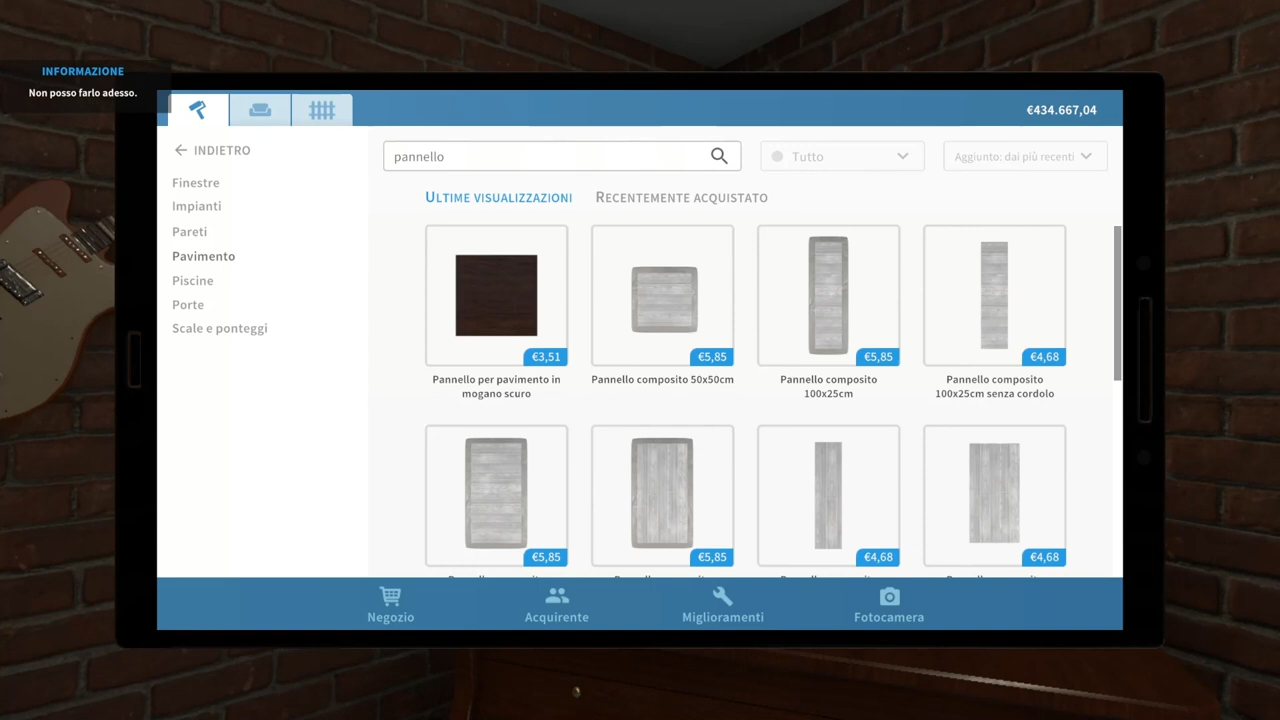 INFORMAZIONE
Non posso farlo adesso.
€434.667,04
INDIETRO
Finestre
Impianti
Pareti
Pavimento
Piscine
Porte
Scale e ponteggi
pannello
Tutto
Aggiunto: dai più recenti
ULTIME VISUALIZZAZIONI
RECENTEMENTE ACQUISTATO
€3,51
€5,85
€5,85
€4,68
Pannello per pavimento in
mogano scuro
Pannello composito 50x50cm
Pannello composito
100x25cm
Pannello composito
100x25cm senza cordolo
€5,85
€5,85
€4,68
€4,68
Negozio
Acquirente
Miglioramenti
Fotocamera